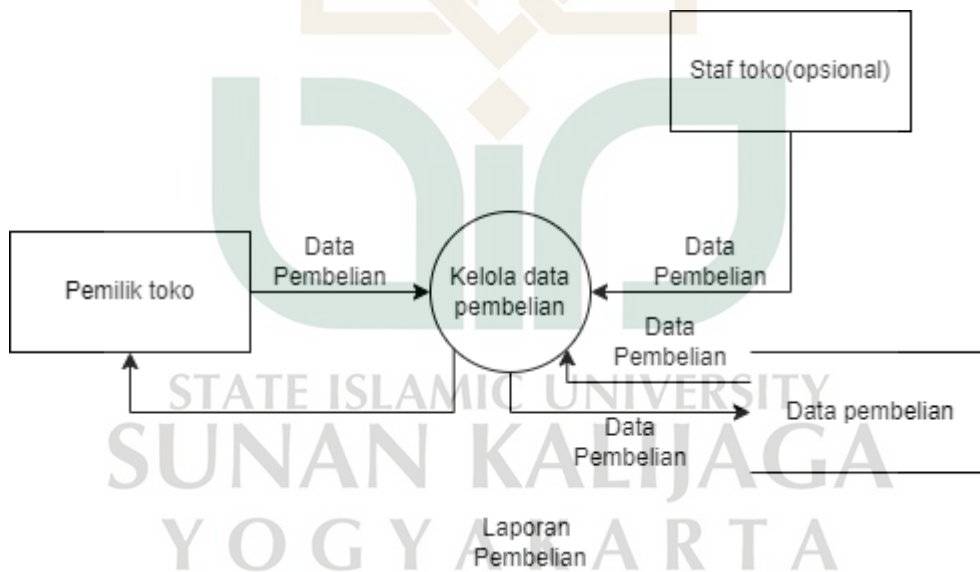 Staf toko(opsional)
Data
Pembelian
Data
Pembelian
Pemilik toko
Kelola data
pembelian
Data
Pembelian
Data pembelian
Data
Pembelian
STATE ISLAMIC UNIVERSITY
SUNAN KALIJAGA
YOGYAKARTA
Laporan
Pembelian